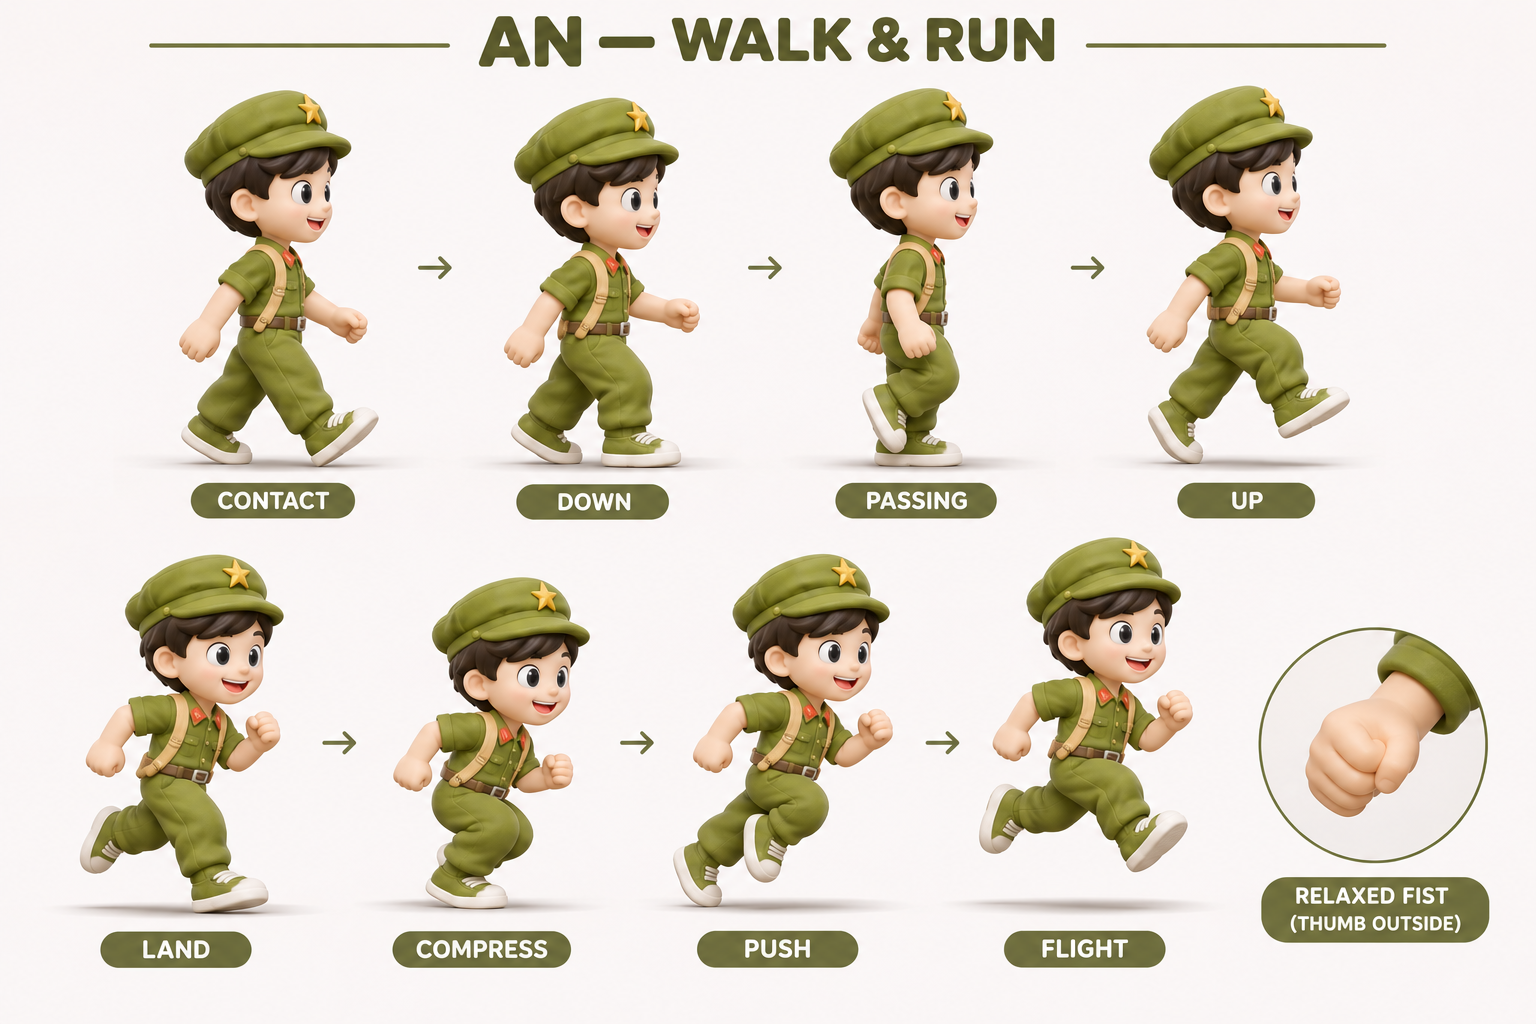 AN — WALK & RUN
CONTACT
DOWN
PASSING
UP
LAND
COMPRESS
PUSH
FLIGHT
RELAXED FIST
(THUMB OUTSIDE)